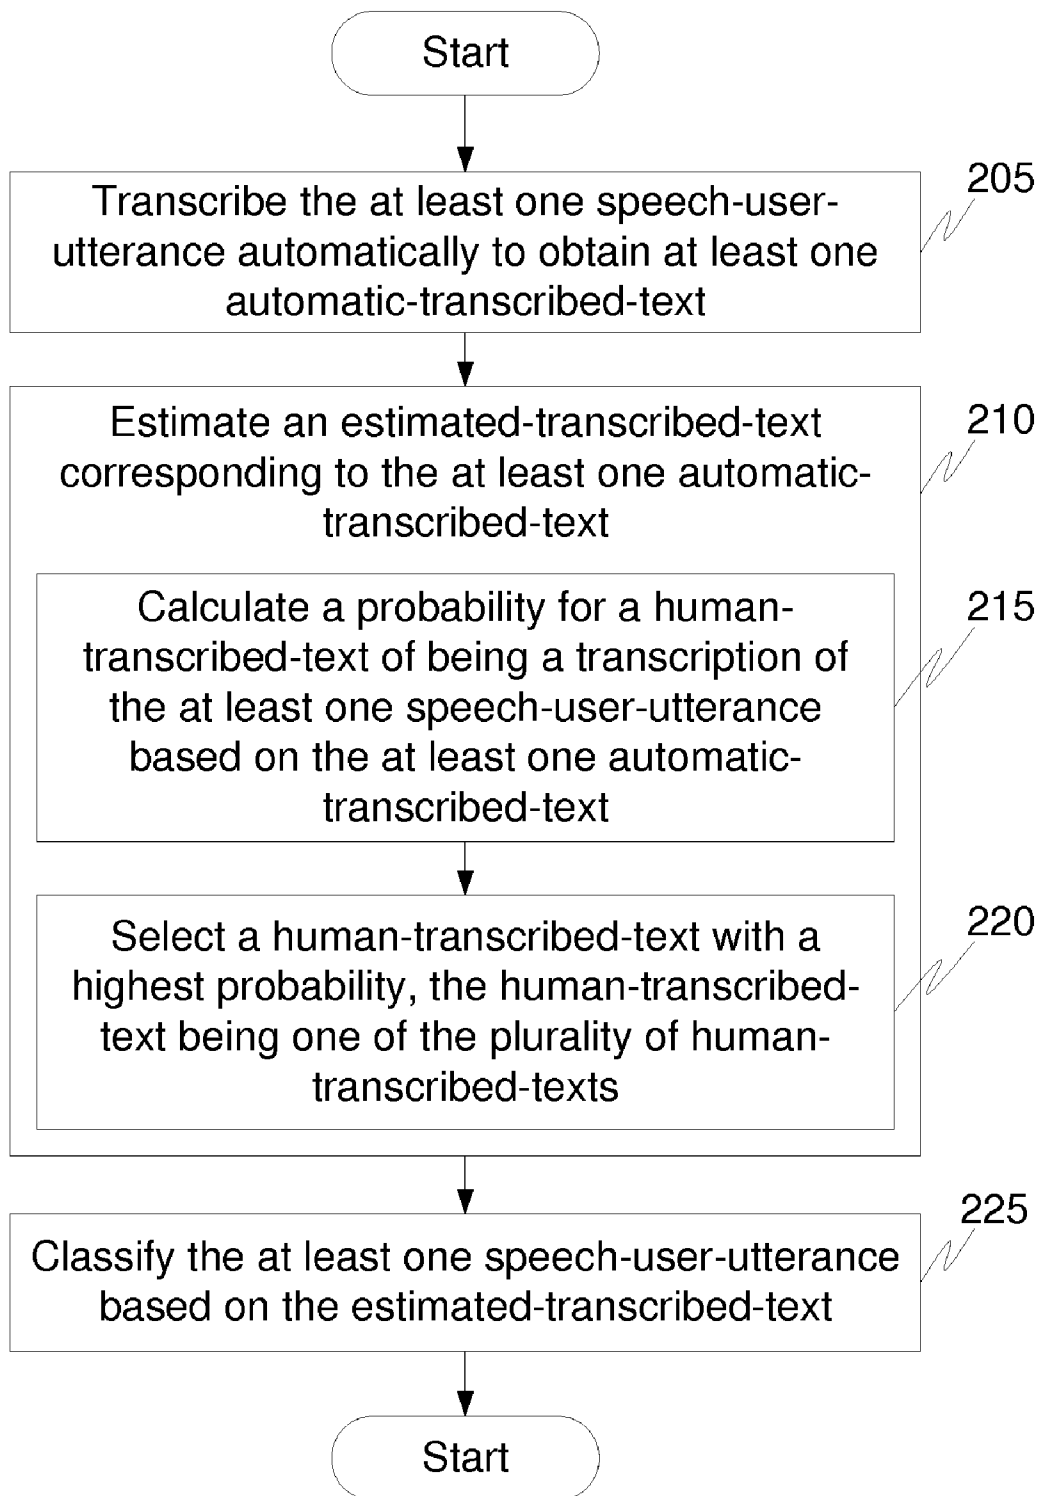 Start
205
Transcribe the at least one speech-user-
utterance automatically to obtain at least one
automatic-transcribed-text
210
Estimate an estimated-transcribed-text
corresponding to the at least one automatic-
transcribed-text
215
Calculate a probability for a human-
transcribed-text of being a transcription of
the at least one speech-user-utterance
based on the at least one automatic-
transcribed-text
220
Select a human-transcribed-text with a
highest probability, the human-transcribed-
text being one of the plurality of human-
transcribed-texts
225
Classify the at least one speech-user-utterance
based on the estimated-transcribed-text
Start